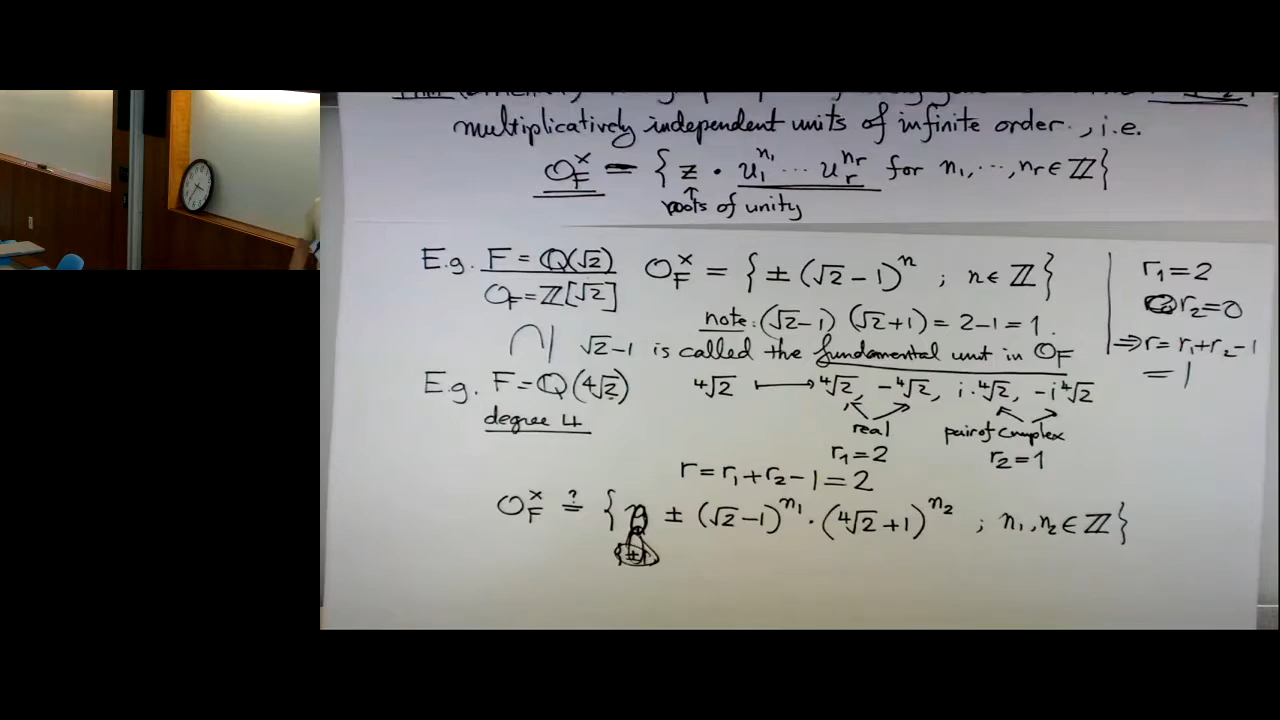 multiplicatively independent units of infinite order., i.e.
O_F^× = { z · u_1^{n_1} ⋯ u_r^{n_r} for n_1, ⋯, n_r ∈ ℤ }
roots of unity
E.g. F = ℚ(√2) O_F^× = { ± (√2 − 1)^n ; n ∈ ℤ } r_1 = 2
O_F = ℤ[√2] r_2 = 0
note: (√2−1) (√2+1) = 2−1 = 1.
√2−1 is called the fundamental unit in O_F ⇒ r = r_1 + r_2 − 1
= 1
E.g. F = ℚ(4√2) ⁴√2 ⟼ ⁴√2, −⁴√2, i·⁴√2, −i⁴√2
degree 4
real pair of complex
r_1 = 2 r_2 = 1
r = r_1 + r_2 − 1 = 2
O_F^× ≟ { ± (√2−1)^{n_1} · (⁴√2+1)^{n_2} ; n_1, n_2 ∈ ℤ }